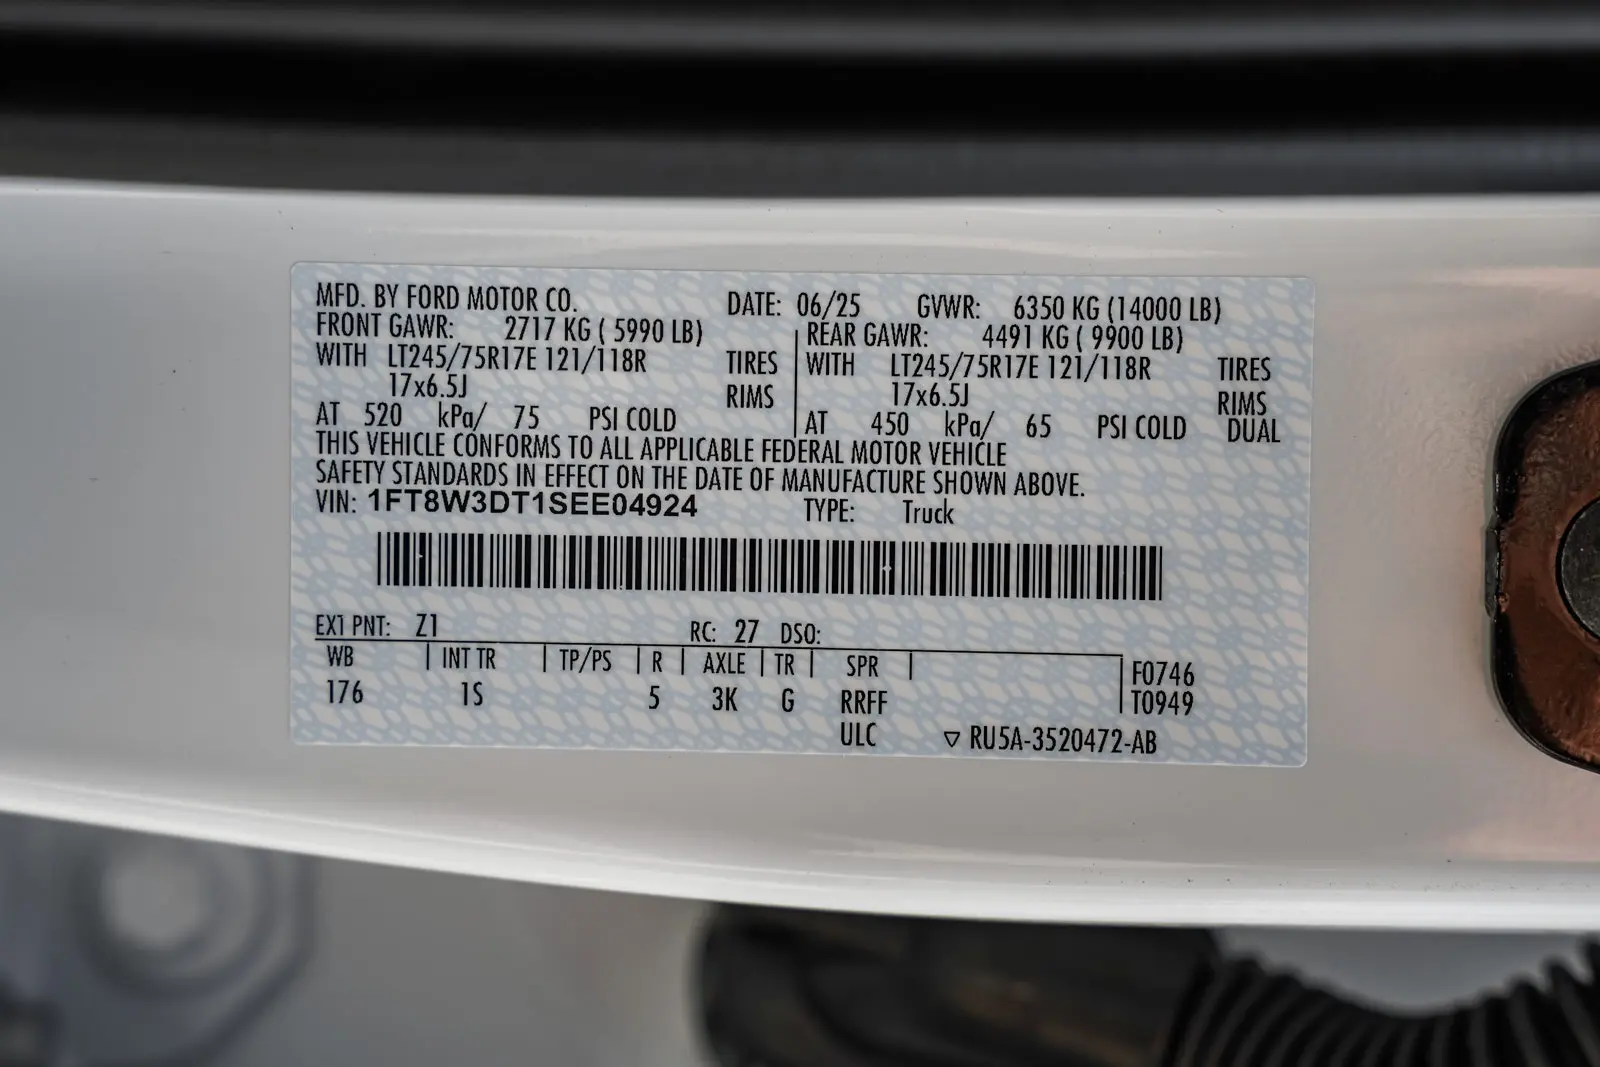 MFD. BY FORD MOTOR CO. DATE: 06/25 GVWR: 6350 KG (14000 LB)
FRONT GAWR: 2717 KG ( 5990 LB) REAR GAWR: 4491 KG ( 9900 LB)
WITH LT245/75R17E 121/118R TIRES WITH LT245/75R17E 121/118R TIRES
17x6.5J RIMS 17x6.5J RIMS
AT 520 kPa/ 75 PSI COLD AT 450 kPa/ 65 PSI COLD DUAL
THIS VEHICLE CONFORMS TO ALL APPLICABLE FEDERAL MOTOR VEHICLE
SAFETY STANDARDS IN EFFECT ON THE DATE OF MANUFACTURE SHOWN ABOVE.
VIN: 1FT8W3DT1SEE04924 TYPE: Truck
EXT PNT: Z1 RC: 27 DSO:
WB INT TR TP/PS R AXLE TR SPR F0746
176 1S 5 3K G RRFF T0949
ULC ▽ RU5A-3520472-AB